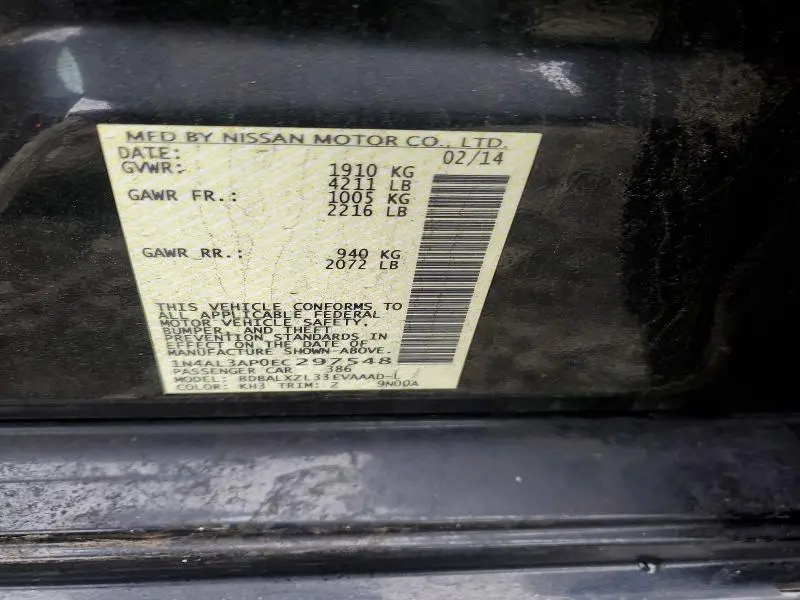 MFD BY NISSAN MOTOR CO., LTD.
DATE: 02/14
GVWR: 1910 KG
4211 LB
GAWR FR.: 1005 KG
2216 LB
GAWR RR.: 940 KG
2072 LB
THIS VEHICLE CONFORMS TO
ALL APPLICABLE FEDERAL
MOTOR VEHICLE SAFETY,
BUMPER, AND THEFT
PREVENTION STANDARDS IN
EFFECT ON THE DATE OF
MANUFACTURE SHOWN ABOVE.
1N4AL3AP0EC297548
PASSENGER CAR 386
MODEL: BDBALXZL33EVAAAD-L
COLOR: KH3 TRIM: Z 9N00A